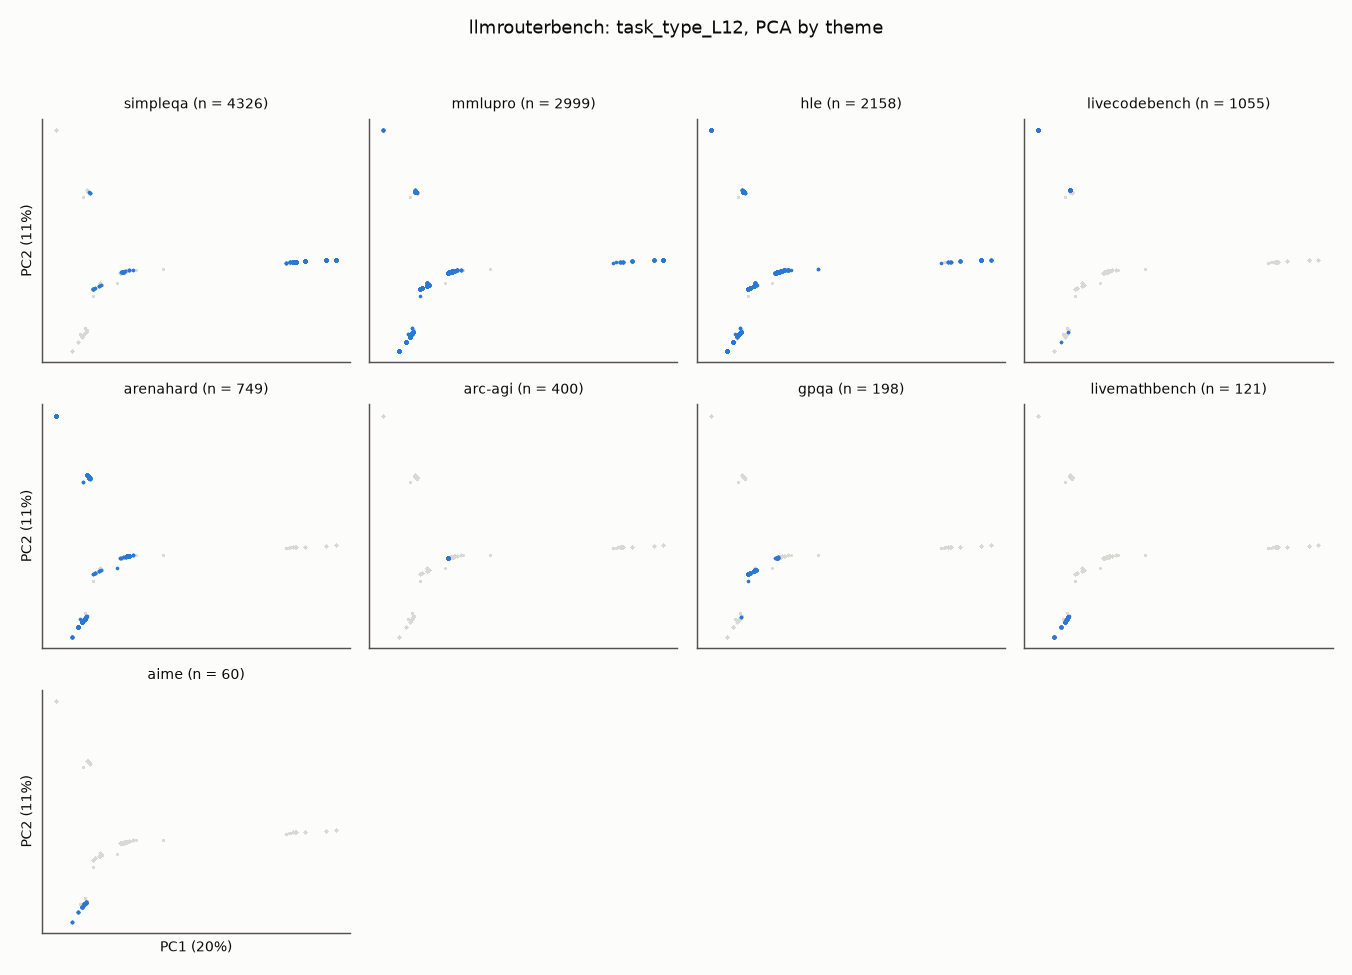 llmrouterbench: task_type_L12, PCA by theme
simpleqa (n = 4326)
mmlupro (n = 2999)
hle (n = 2158)
livecodebench (n = 1055)
PC2 (11%)
arenahard (n = 749)
arc-agi (n = 400)
gpqa (n = 198)
livemathbench (n = 121)
PC2 (11%)
aime (n = 60)
PC2 (11%)
PC1 (20%)